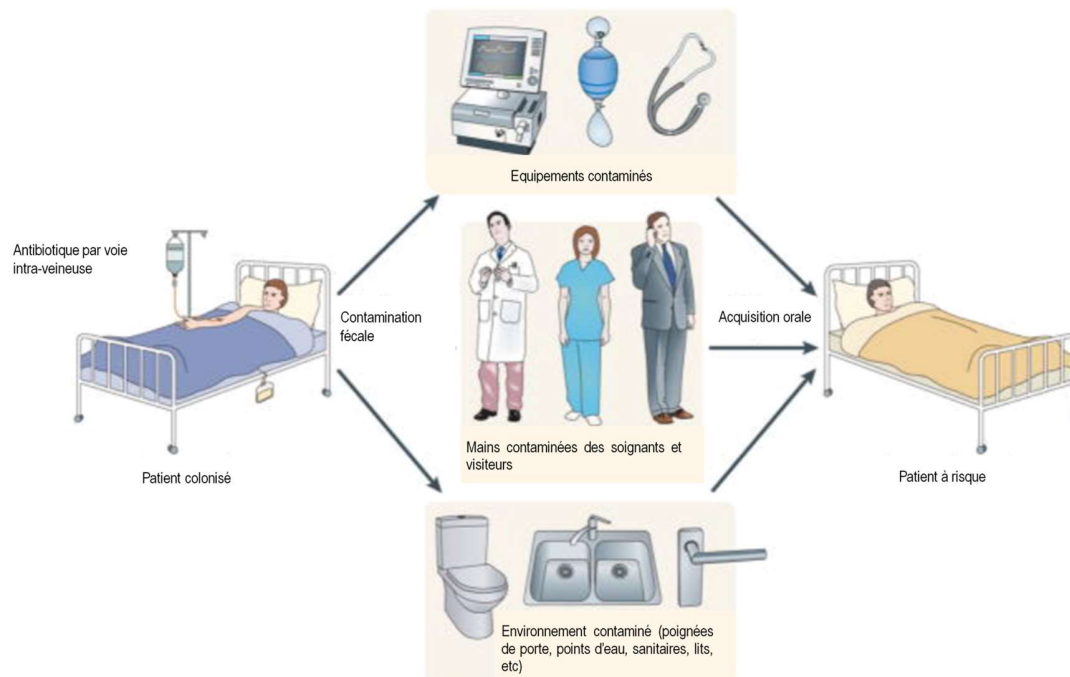 Equipements contaminés
Antibiotique par voie
intra-veineuse
Contamination
fécale
Acquisition orale
Mains contaminées des soignants et
visiteurs
Patient colonisé
Patient à risque
Environnement contaminé (poignées
de porte, points d'eau, sanitaires, lits,
etc)